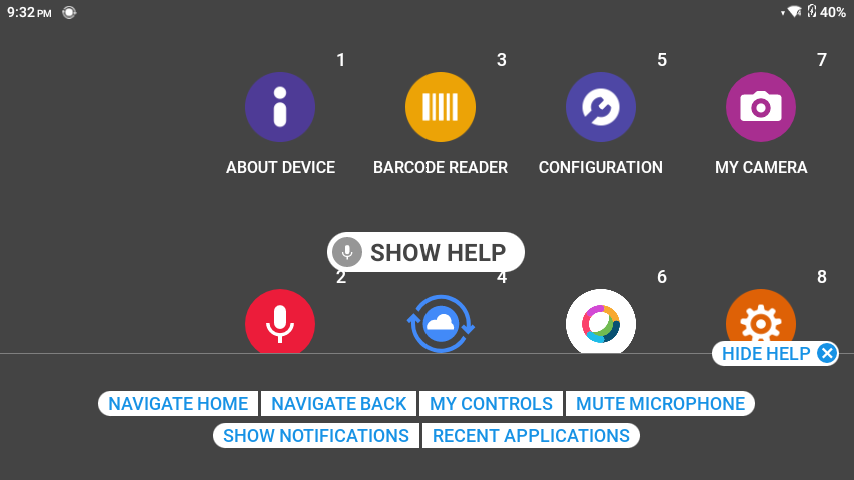 9:32 PM 40%
1 3 5 7
ABOUT DEVICE BARCODE READER CONFIGURATION MY CAMERA
SHOW HELP
2 4 6 8
HIDE HELP
NAVIGATE HOME NAVIGATE BACK MY CONTROLS MUTE MICROPHONE
SHOW NOTIFICATIONS RECENT APPLICATIONS